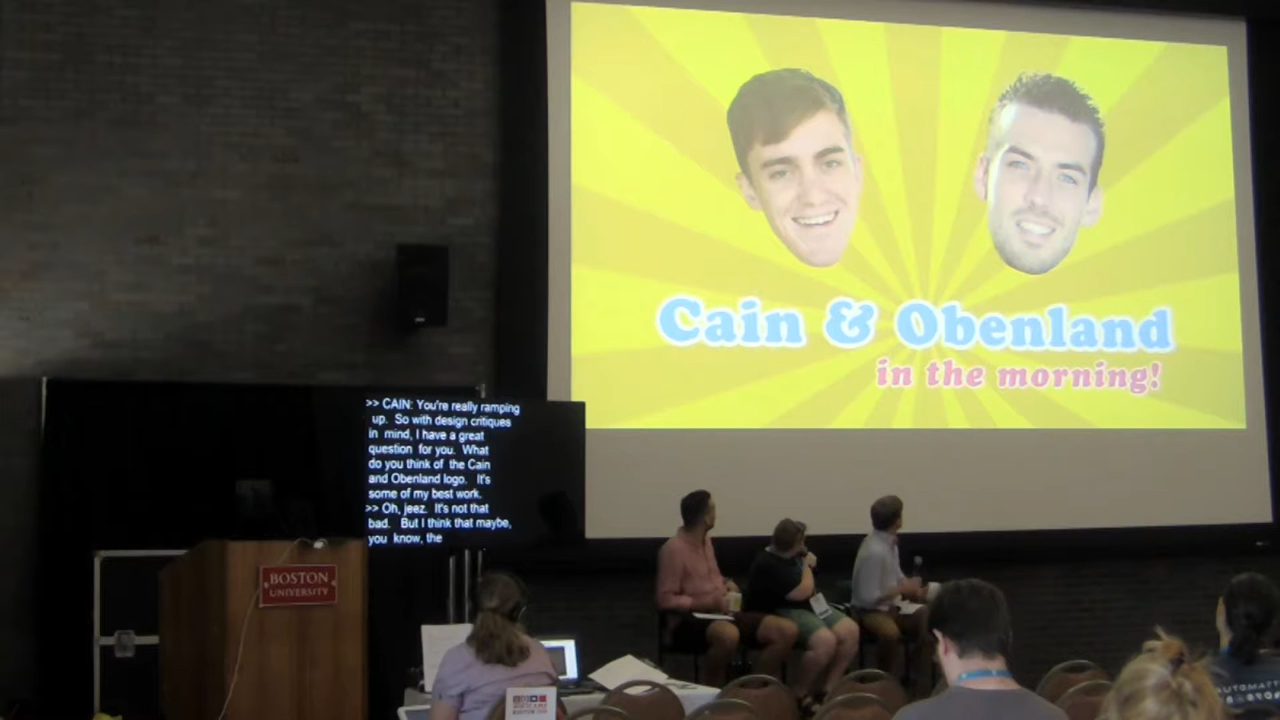 Cain & Obenland
in the morning!
>> CAIN: You're really ramping
up. So with design critiques
in mind, I have a great
question for you. What
do you think of the Cain
and Obenland logo. It's
some of my best work.
>> Oh, jeez. It's not that
bad. But I think that maybe,
you know, the
BOSTON
UNIVERSITY